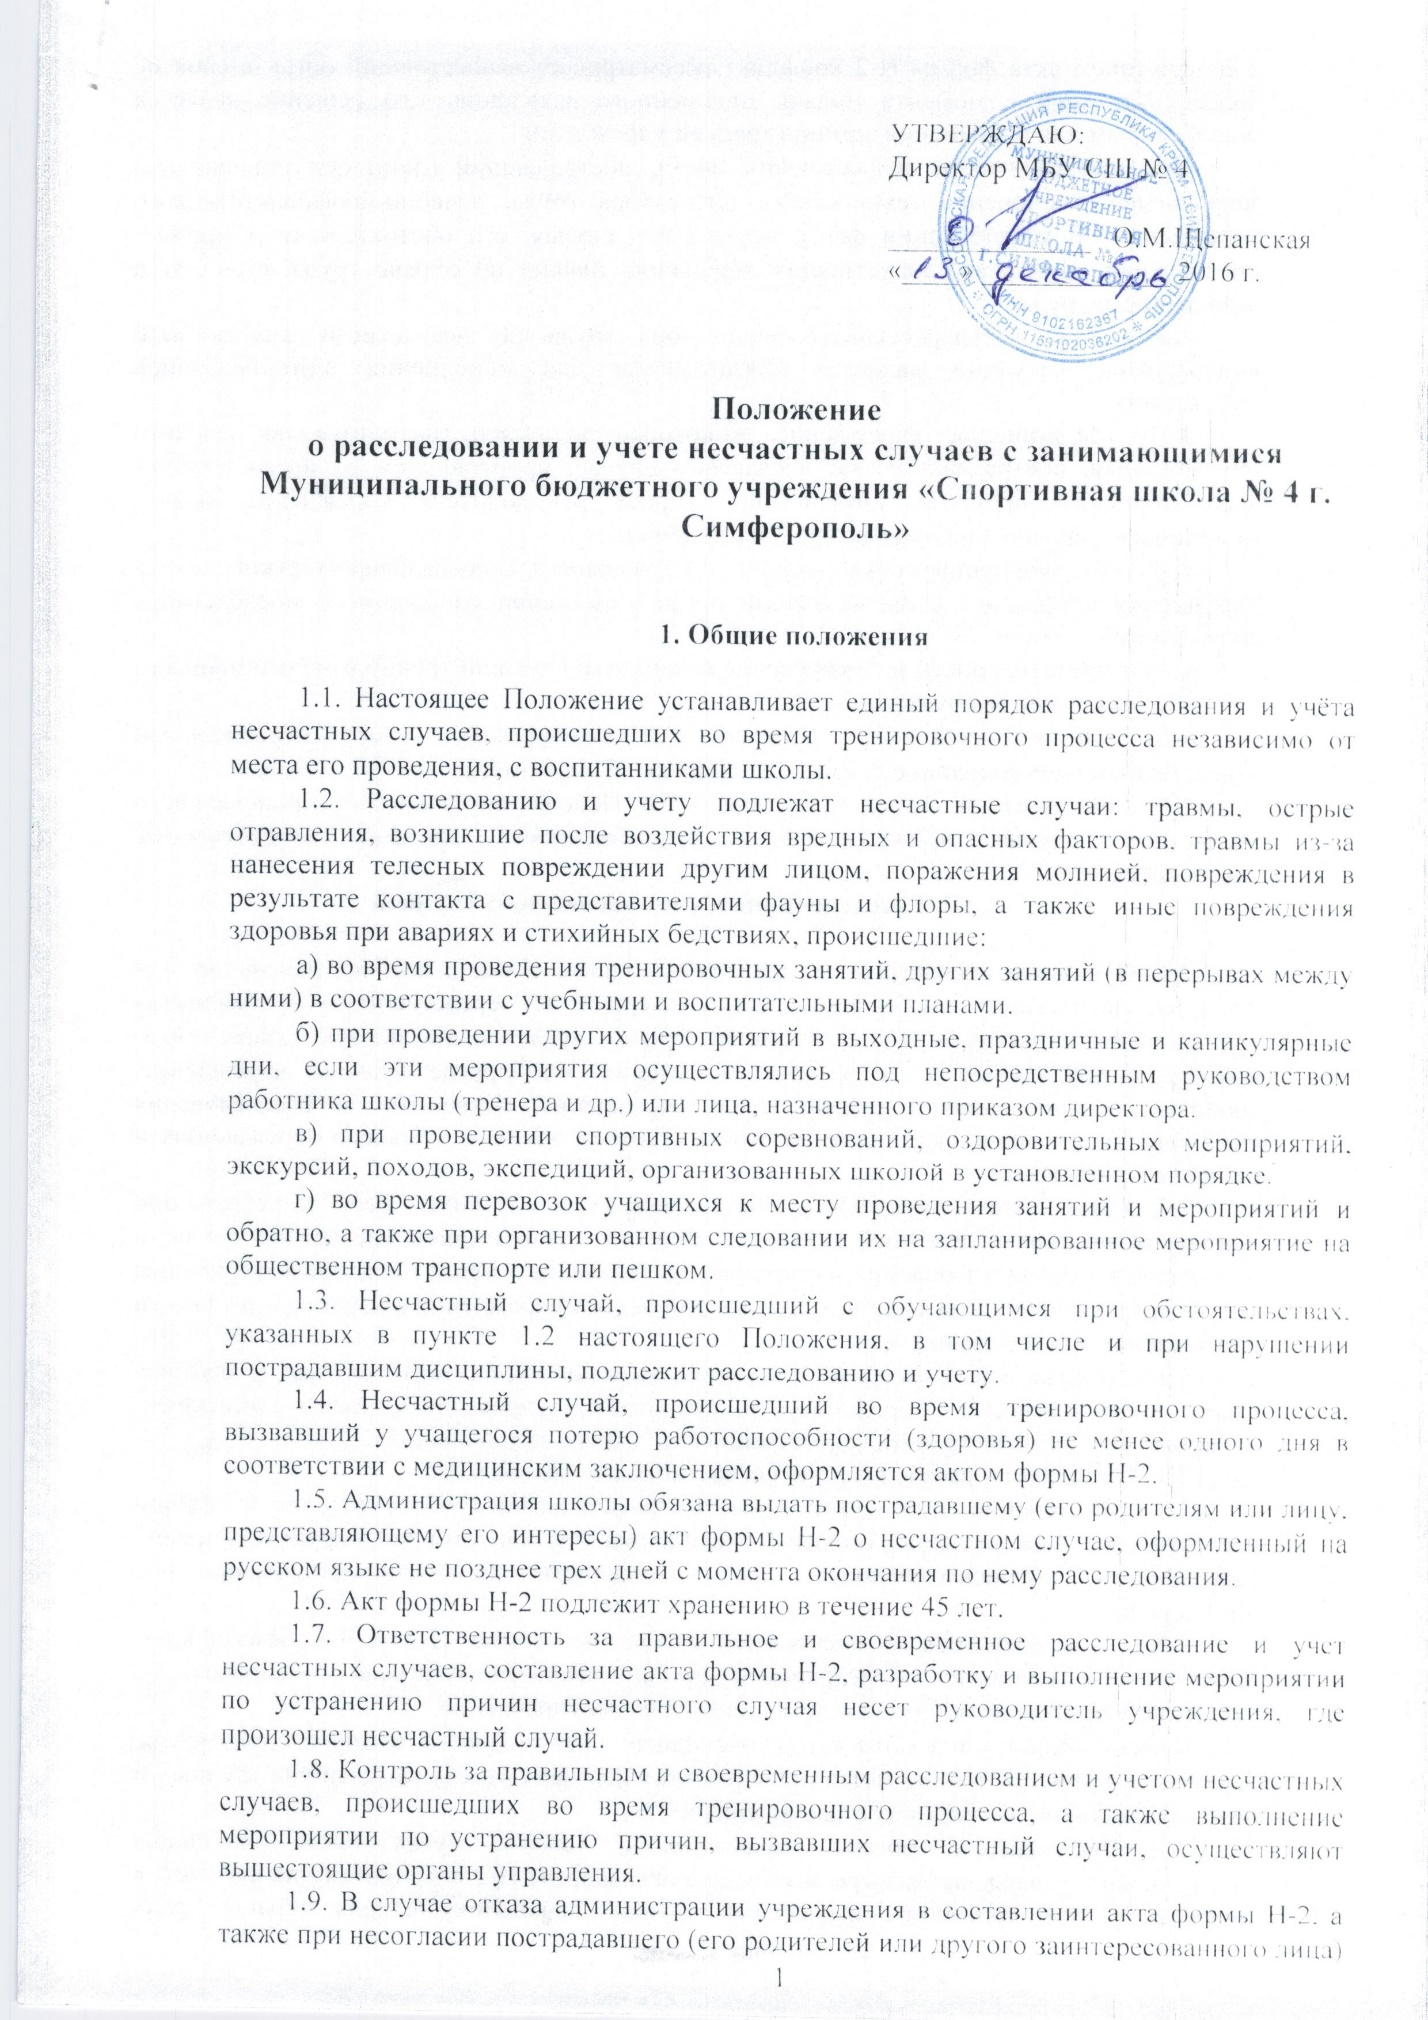 УТВЕРЖДАЮ:
Директор МБУ СШ № 4
О.М.Щепанская
« 13 » декабрь 2016 г.
РОССИЙСКАЯ ФЕДЕРАЦИЯ РЕСПУБЛИКА КРЫМ
МУНИЦИПАЛЬНОЕ
БЮДЖЕТНОЕ
УЧРЕЖДЕНИЕ
"СПОРТИВНАЯ
ШКОЛА №4
Г.СИМФЕРОПОЛЬ"
ИНН 9102162367
ОГРН 1159102036202
Положение
о расследовании и учете несчастных случаев с занимающимися
Муниципального бюджетного учреждения «Спортивная школа № 4 г.
Симферополь»
1. Общие положения
1.1. Настоящее Положение устанавливает единый порядок расследования и учёта
несчастных случаев, происшедших во время тренировочного процесса независимо от
места его проведения, с воспитанниками школы.
1.2. Расследованию и учету подлежат несчастные случаи: травмы, острые
отравления, возникшие после воздействия вредных и опасных факторов, травмы из-за
нанесения телесных повреждении другим лицом, поражения молнией, повреждения в
результате контакта с представителями фауны и флоры, а также иные повреждения
здоровья при авариях и стихийных бедствиях, происшедшие:
а) во время проведения тренировочных занятий, других занятий (в перерывах между
ними) в соответствии с учебными и воспитательными планами.
б) при проведении других мероприятий в выходные, праздничные и каникулярные
дни, если эти мероприятия осуществлялись под непосредственным руководством
работника школы (тренера и др.) или лица, назначенного приказом директора.
в) при проведении спортивных соревнований, оздоровительных мероприятий,
экскурсий, походов, экспедиций, организованных школой в установленном порядке.
г) во время перевозок учащихся к месту проведения занятий и мероприятий и
обратно, а также при организованном следовании их на запланированное мероприятие на
общественном транспорте или пешком.
1.3. Несчастный случай, происшедший с обучающимся при обстоятельствах,
указанных в пункте 1.2 настоящего Положения, в том числе и при нарушении
пострадавшим дисциплины, подлежит расследованию и учету.
1.4. Несчастный случай, происшедший во время тренировочного процесса,
вызвавший у учащегося потерю работоспособности (здоровья) не менее одного дня в
соответствии с медицинским заключением, оформляется актом формы Н-2.
1.5. Администрация школы обязана выдать пострадавшему (его родителям или лицу,
представляющему его интересы) акт формы Н-2 о несчастном случае, оформленный на
русском языке не позднее трех дней с момента окончания по нему расследования.
1.6. Акт формы Н-2 подлежит хранению в течение 45 лет.
1.7. Ответственность за правильное и своевременное расследование и учет
несчастных случаев, составление акта формы Н-2, разработку и выполнение мероприятии
по устранению причин несчастного случая несет руководитель учреждения, где
произошел несчастный случай.
1.8. Контроль за правильным и своевременным расследованием и учетом несчастных
случаев, происшедших во время тренировочного процесса, а также выполнение
мероприятии по устранению причин, вызвавших несчастный случаи, осуществляют
вышестоящие органы управления.
1.9. В случае отказа администрации учреждения в составлении акта формы Н-2, а
также при несогласии пострадавшего (его родителей или другого заинтересованного лица)
1